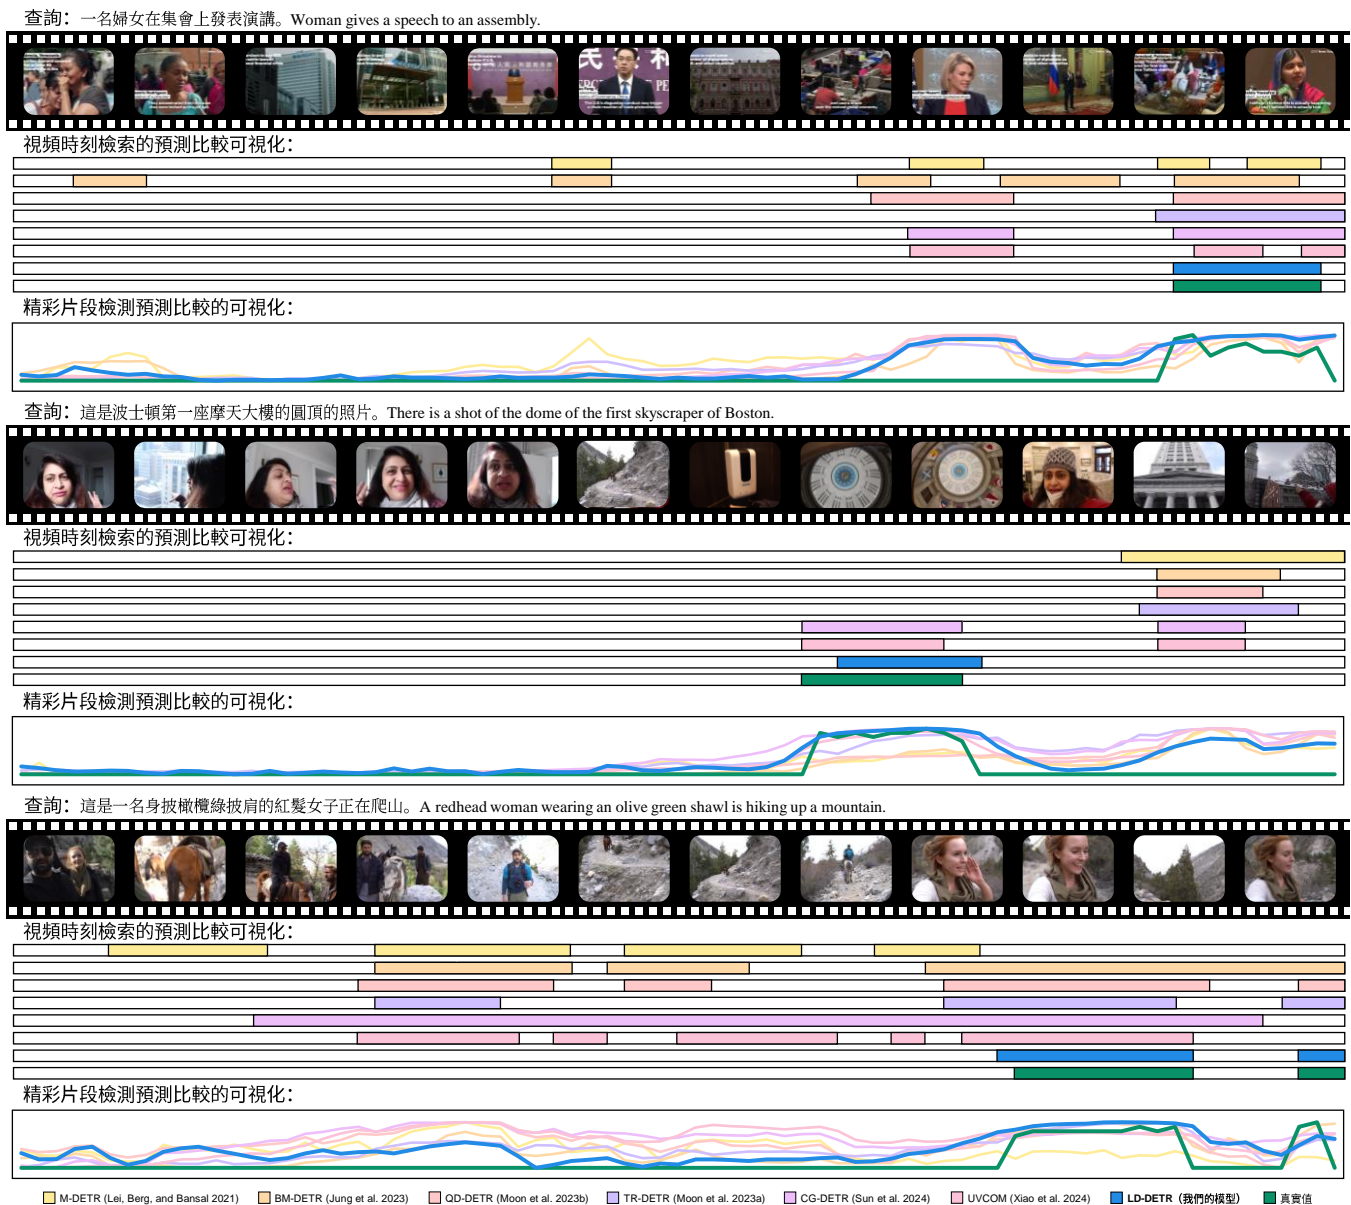 查詢：一名婦女在集會上發表演講。Woman gives a speech to an assembly.
視頻時刻檢索的預測比較可視化：
精彩片段檢測預測比較的可視化：
查詢：這是波士頓第一座摩天大樓的圓頂的照片。There is a shot of the dome of the first skyscraper of Boston.
視頻時刻檢索的預測比較可視化：
精彩片段檢測預測比較的可視化：
查詢：這是一名身披橄欖綠披肩的紅髮女子正在爬山。A redhead woman wearing an olive green shawl is hiking up a mountain.
視頻時刻檢索的預測比較可視化：
精彩片段檢測預測比較的可視化：
M-DETR (Lei, Berg, and Bansal 2021) BM-DETR (Jung et al. 2023) QD-DETR (Moon et al. 2023b) TR-DETR (Moon et al. 2023a) CG-DETR (Sun et al. 2024) UVCOM (Xiao et al. 2024) LD-DETR（我們的模型） 真實值